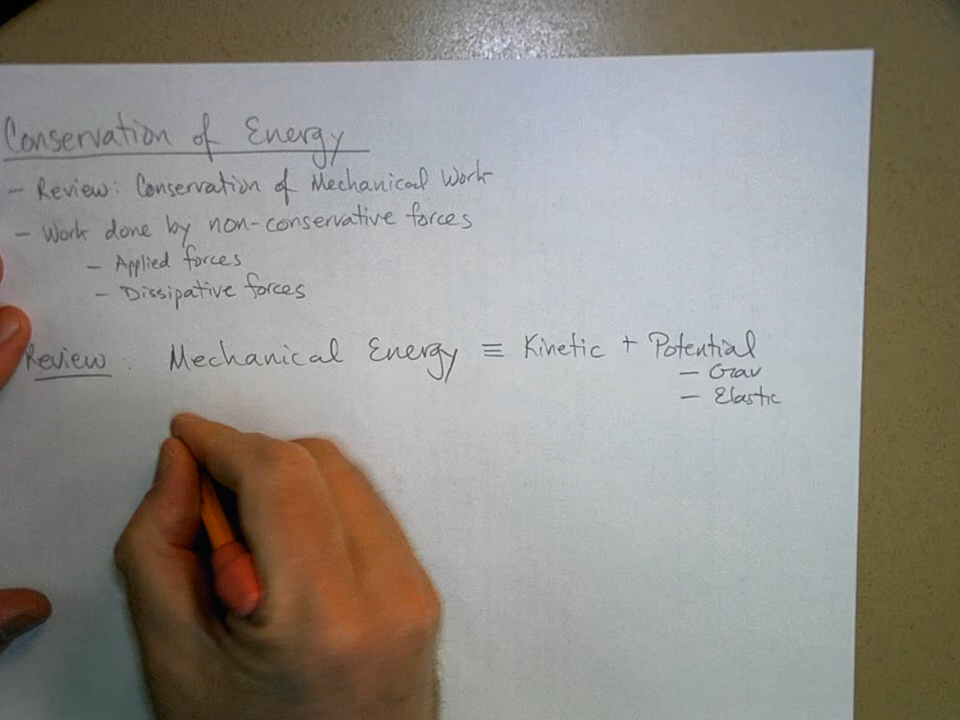 Conservation of Energy
- Review: Conservation of Mechanical Work
- Work done by non-conservative forces
- Applied forces
- Dissipative forces
Review: Mechanical Energy ≡ Kinetic + Potential
- Grav
- Elastic